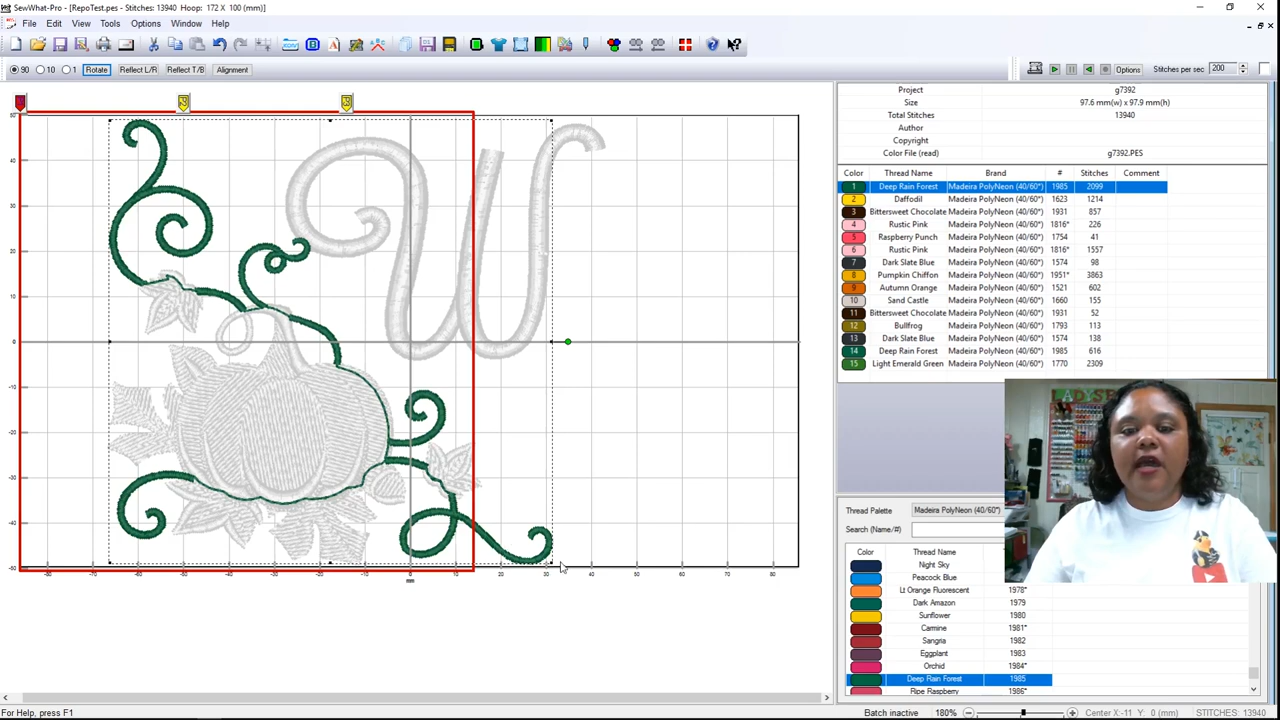 SewWhat-Pro - [RepoTest.pes - Stitches: 13940 Hoop: 172 X 100 (mm)]
File Edit View Tools Options Window Help
90 10 1 Rotate Reflect L/R Reflect T/B Alignment
Options Stitches per sec 200
Project g7392
Size 97.6 mm(w) x 97.9 mm(h)
Total Stitches 13940
Author
Copyright
Color File (read) g7392.PES
Color Thread Name Brand # Stitches Comment
1 Deep Rain Forest Madeira PolyNeon (40/60*) 1985 2099
2 Daffodil Madeira PolyNeon (40/60*) 1623 1214
3 Bittersweet Chocolate Madeira PolyNeon (40/60*) 1931 857
4 Rustic Pink Madeira PolyNeon (40/60*) 1816* 226
5 Raspberry Punch Madeira PolyNeon (40/60*) 1754 41
6 Rustic Pink Madeira PolyNeon (40/60*) 1816* 1557
7 Dark Slate Blue Madeira PolyNeon (40/60*) 1574 98
8 Pumpkin Chiffon Madeira PolyNeon (40/60*) 1951* 3863
9 Autumn Orange Madeira PolyNeon (40/60*) 1521 602
10 Sand Castle Madeira PolyNeon (40/60*) 1660 155
11 Bittersweet Chocolate Madeira PolyNeon (40/60*) 1931 52
12 Bullfrog Madeira PolyNeon (40/60*) 1793 113
13 Dark Slate Blue Madeira PolyNeon (40/60*) 1574 138
14 Deep Rain Forest Madeira PolyNeon (40/60*) 1985 616
15 Light Emerald Green Madeira PolyNeon (40/60*) 1770 2309
W
Thread Palette Madeira PolyNeon (40/60*)
Search (Name/#)
Color Thread Name
Night Sky
Peacock Blue
Lt Orange Fluorescent 1978*
Dark Amazon 1979
Sunflower 1980
Carmine 1981*
Sangria 1982
Eggplant 1983
Orchid 1984*
Deep Rain Forest 1985
Ripe Raspberry 1986*
For Help, press F1 Batch inactive 180% Center X:-11 Y: 0 (mm) STITCHES: 13940